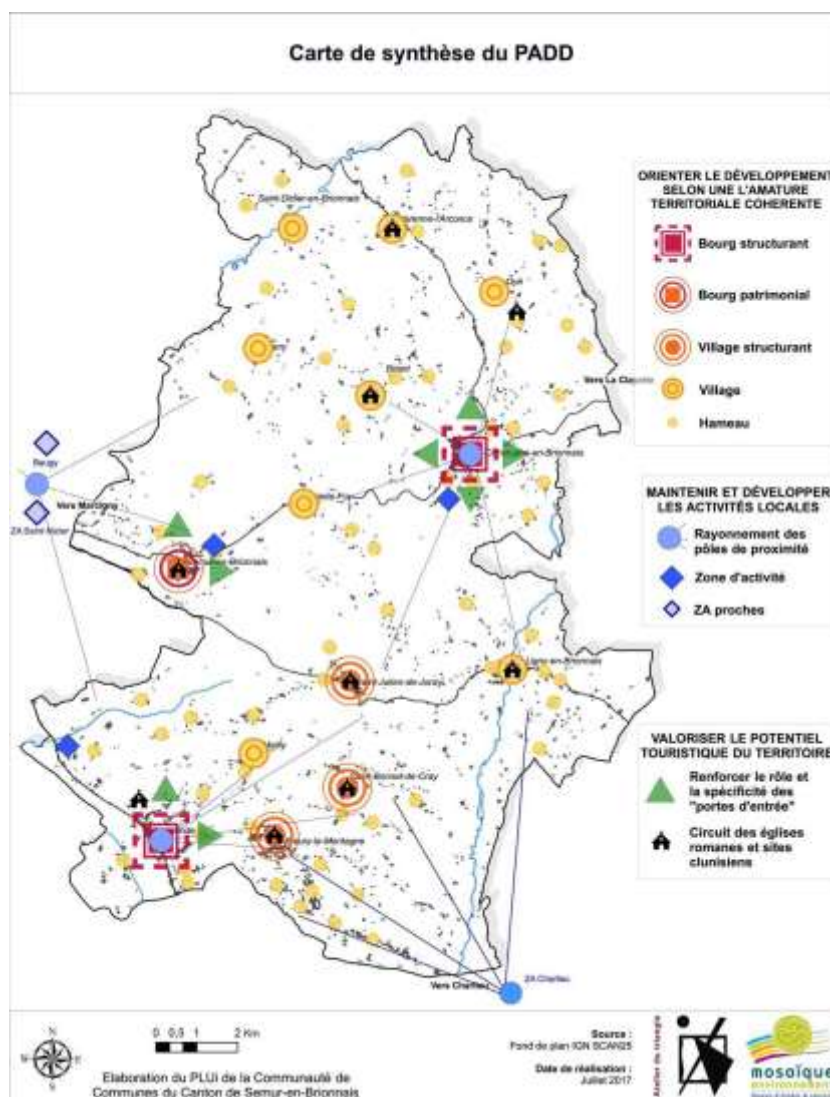 Carte de synthèse du PADD
ORIENTER LE DÉVELOPPEMENT
SELON UNE L'AMATURE
TERRITORIALE COHERENTE
Bourg structurant
Bourg patrimonial
Village structurant
Village
Hameau
MAINTENIR ET DÉVELOPPER
LES ACTIVITÉS LOCALES
Rayonnement des
pôles de proximité
Zone d'activité
ZA proches
VALORISER LE POTENTIEL
TOURISTIQUE DU TERRITOIRE
Renforcer le rôle et
la spécificité des
"portes d'entrée"
Circuit des églises
romanes et sites
clunisiens
Saint-Didier-en-Brionnais
Vers La Clayette
Baugy
Vers Marcigny
ZA Charlieu
Vers Charlieu
N
E
S
0 0,5 1 2 Km
Elaboration du PLUi de la Communauté de
Communes du Canton de Semur-en-Brionnais
Source :
Fond de plan IGN SCAN25
Date de réalisation :
Juillet 2017
Atelier du triangle
mosaïque
environnement